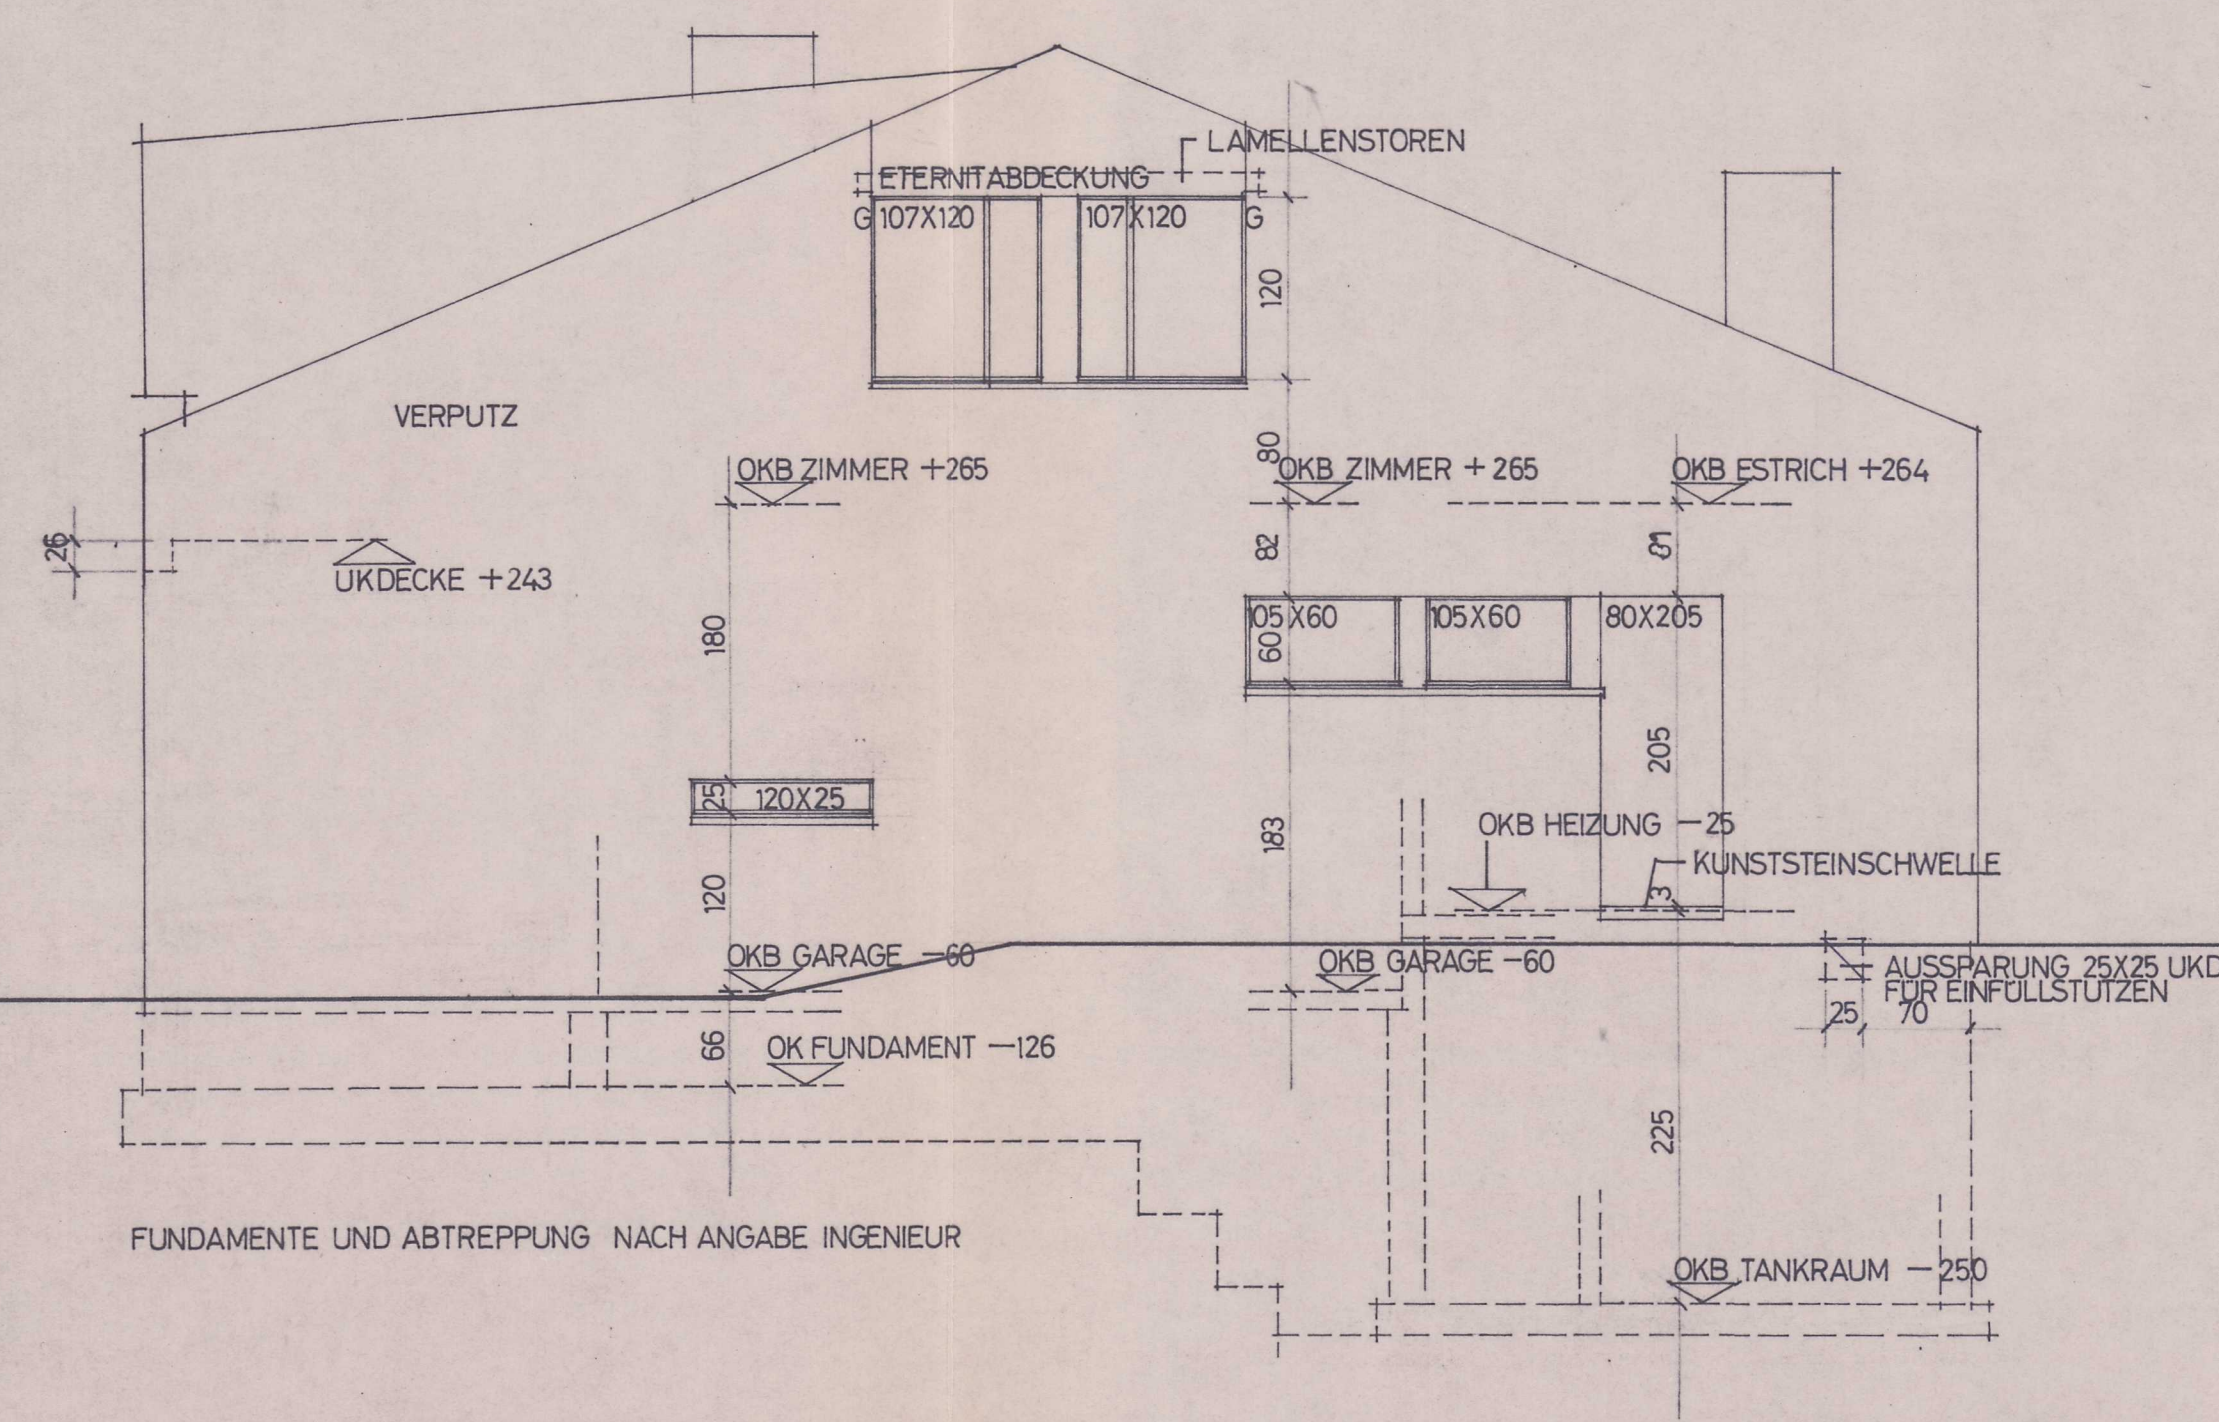 LAMELLENSTOREN
ETERNITABDECKUNG
G 107X120 107X120 G
120
VERPUTZ
80
OKB ZIMMER +265
OKB ZIMMER +265
OKB ESTRICH +264
26
82
81
UKDECKE +243
180
105X60
105X60
80X205
60
205
25
120X25
183
OKB HEIZUNG -25
KUNSTSTEINSCHWELLE
3
120
OKB GARAGE -60
OKB GARAGE -60
AUSSPARUNG 25X25 UKD
FÜR EINFÜLLSTUTZEN
25 70
66
OK FUNDAMENT -126
225
FUNDAMENTE UND ABTREPPUNG NACH ANGABE INGENIEUR
OKB TANKRAUM -250